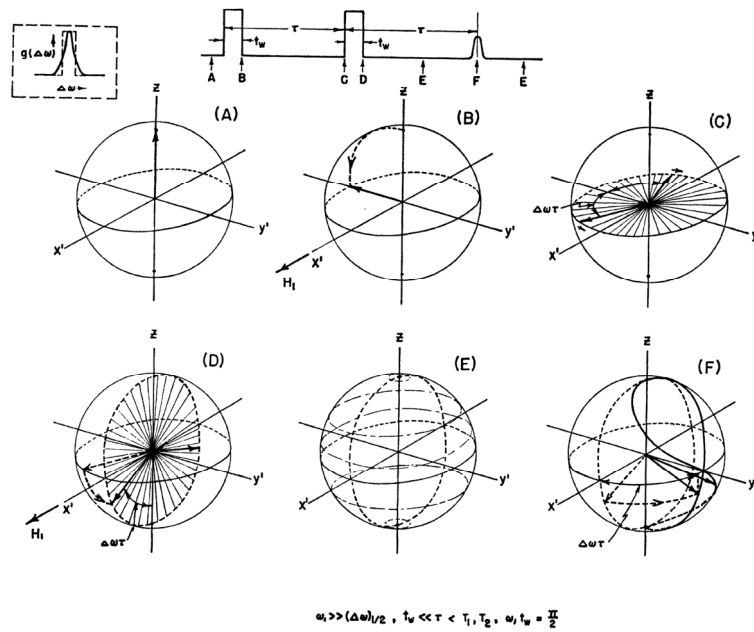 g(Δω)
Δω→
τ τ
t_w t_w
A B C D E F E
Z (A)
X' Y'
Z (B)
X' Y'
H₁
Z (C)
Δωτ
X' Y'
Z (D)
X' Y'
H₁
Δωτ
Z (E)
X' Y'
Z (F)
X' Y'
Δωτ
ω₁>>(Δω)1/2 , t_w << τ < T₁, T₂ , ω₁t_w = π/2